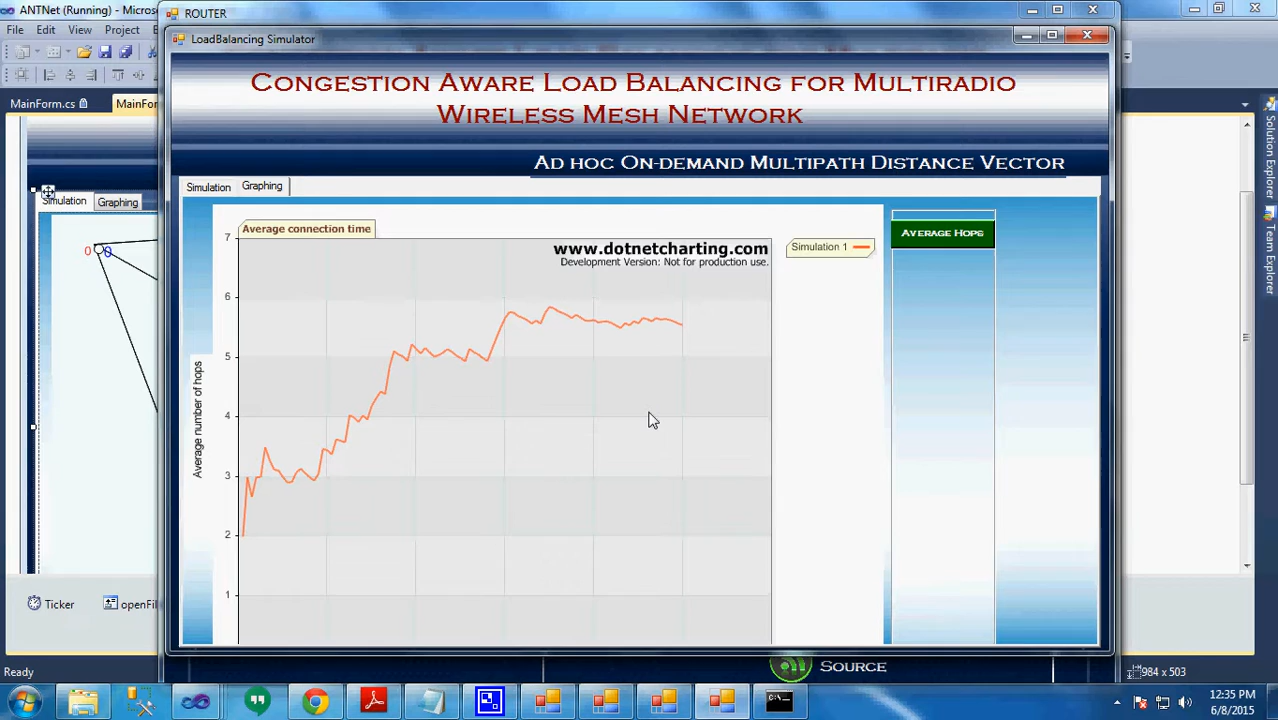 ANTNet (Running) - Microso
ROUTER
File Edit View Project
LoadBalancing Simulator
CONGESTION AWARE LOAD BALANCING FOR MULTIRADIO
WIRELESS MESH NETWORK
MainForm.cs
MainFor
AD HOC ON-DEMAND MULTIPATH DISTANCE VECTOR
Simulation Graphing
Simulation Graphing
Solution Explorer
Team Explorer
0 0
Average connection time
www.dotnetcharting.com
Development Version: Not for production use.
Simulation 1
AVERAGE HOPS
7
6
5
4
3
2
1
Average number of hops
Ticker
openFil
Ready
SOURCE
984 x 503
12:35 PM
6/8/2015